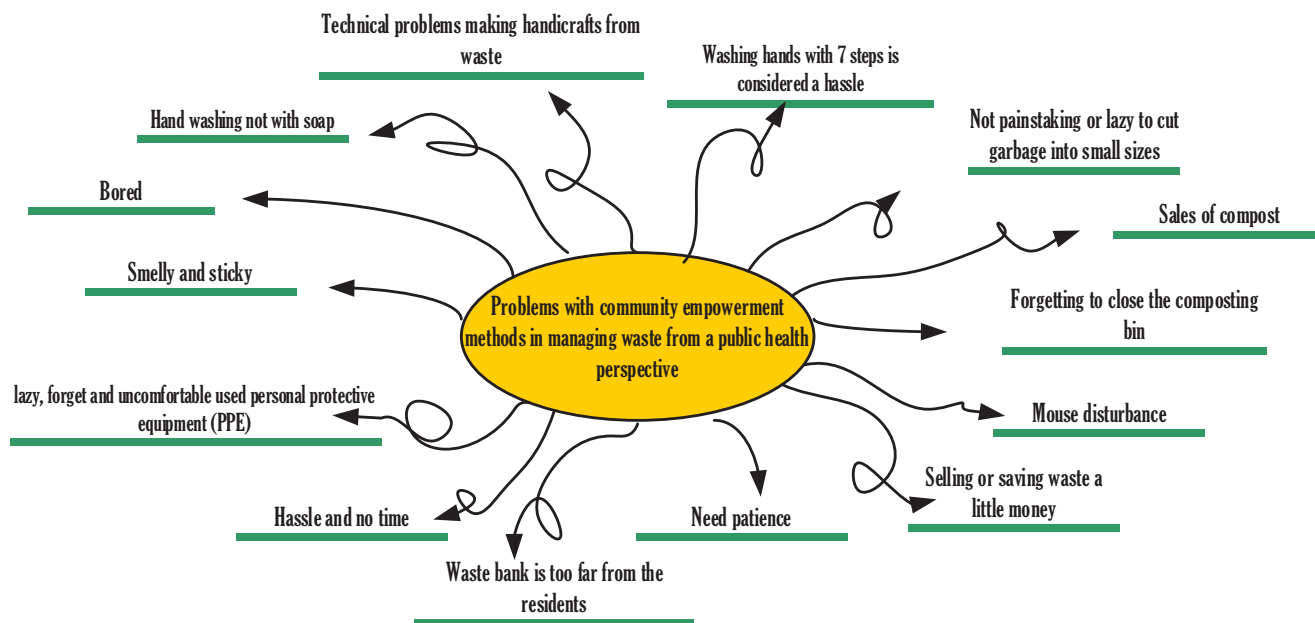 Technical problems making handicrafts from
waste
Washing hands with 7 steps is
considered a hassle
Hand washing not with soap
Not painstaking or lazy to cut
garbage into small sizes
Bored
Sales of compost
Smelly and sticky
Problems with community empowerment
methods in managing waste from a public health
perspective
Forgetting to close the composting
bin
lazy, forget and uncomfortable used personal protective
equipment (PPE)
Mouse disturbance
Hassle and no time
Need patience
Selling or saving waste a
little money
Waste bank is too far from the
residents